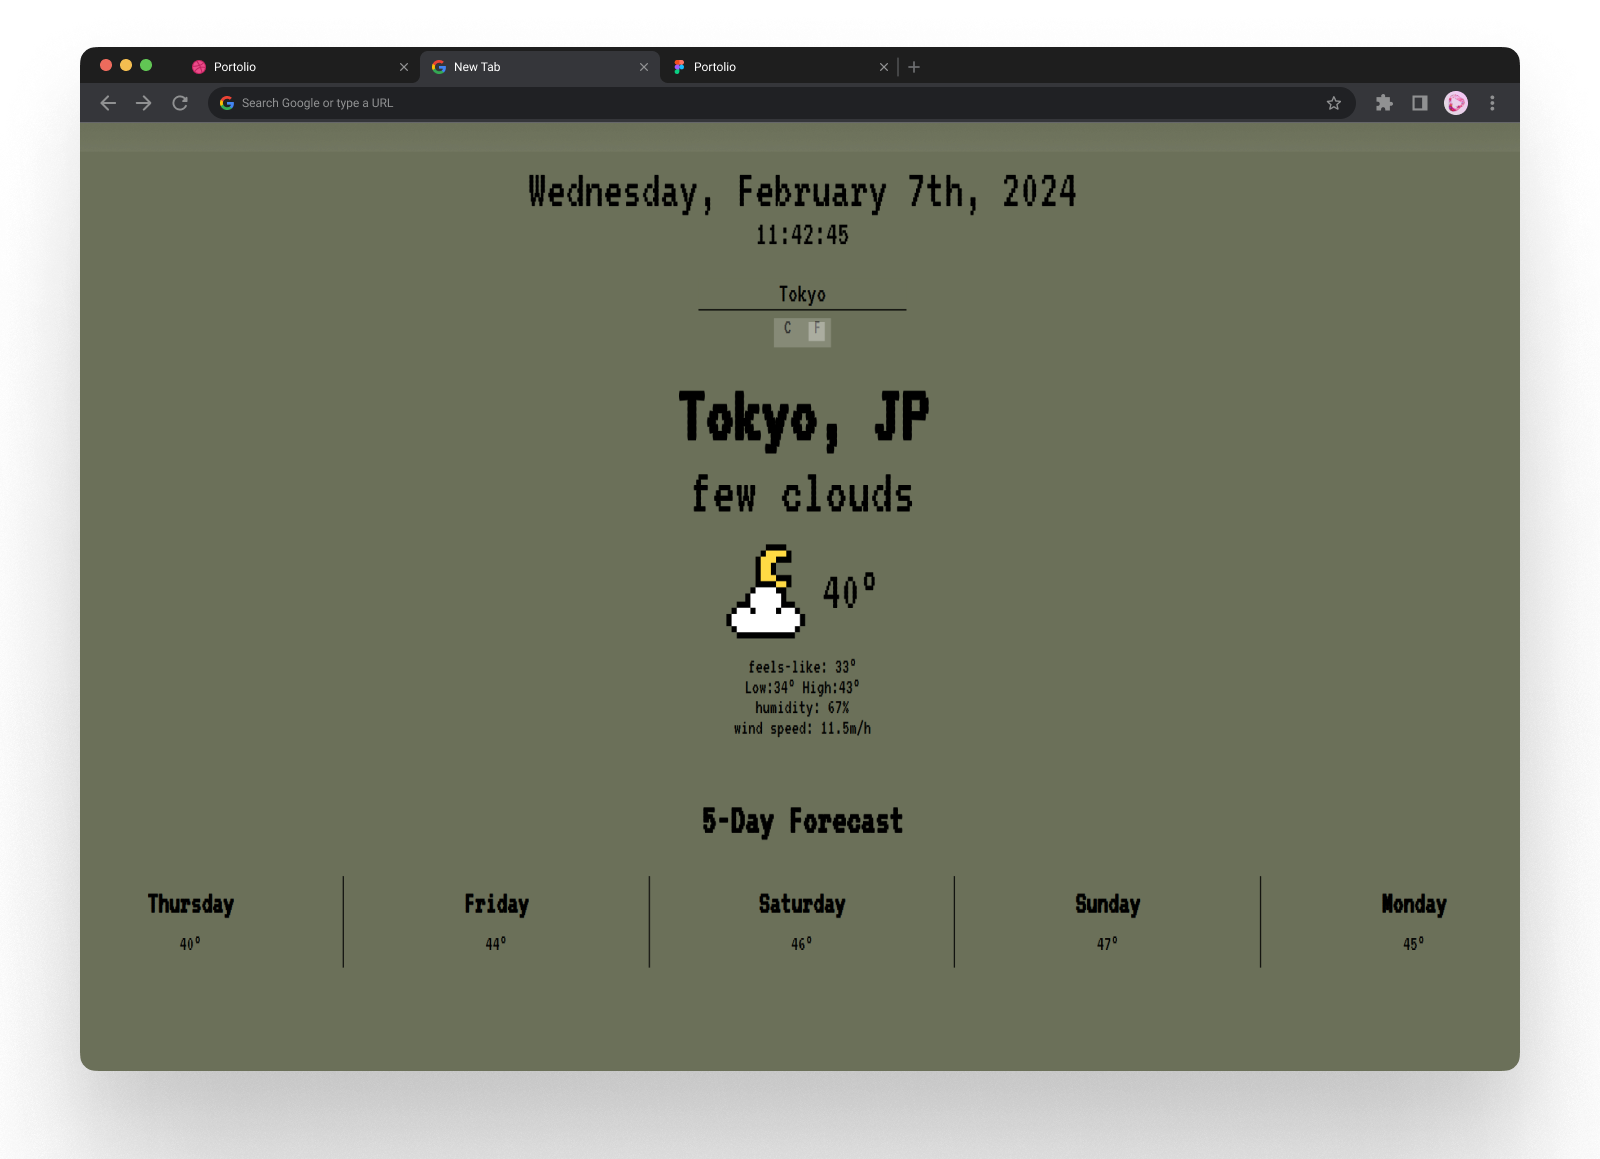 Portolio
New Tab
Portolio
Search Google or type a URL
Wednesday, February 7th, 2024
11:42:45
Tokyo
C F
Tokyo, JP
few clouds
40°
feels-like: 33°
Low:34° High:43°
humidity: 67%
wind speed: 11.5m/h
5-Day Forecast
Thursday Friday Saturday Sunday Monday
40° 44° 46° 47° 45°